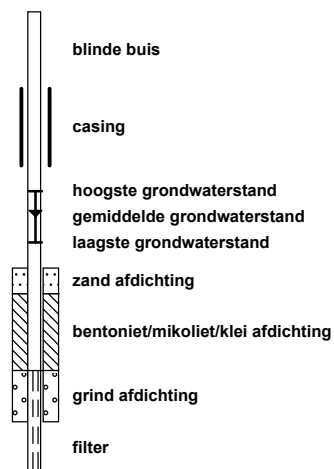 blinde buis
casing
hoogste grondwaterstand
gemiddelde grondwaterstand
laagste grondwaterstand
zand afdichting
bentoniet/mikoliet/klei afdichting
grind afdichting
filter